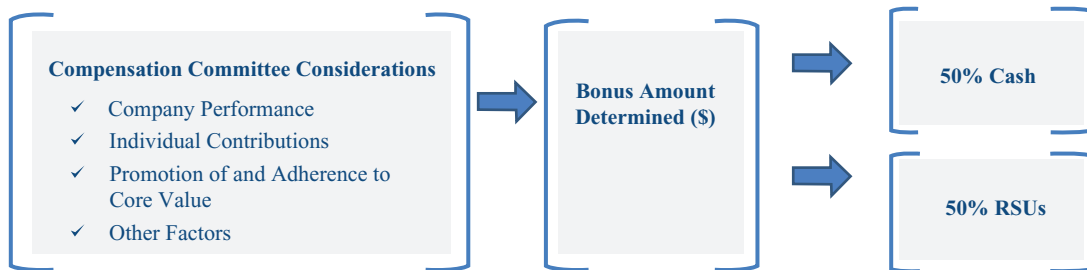 Compensation Committee Considerations
✓ Company Performance
✓ Individual Contributions
✓ Promotion of and Adherence to
Core Value
✓ Other Factors
Bonus Amount
Determined ($)
50% Cash
50% RSUs